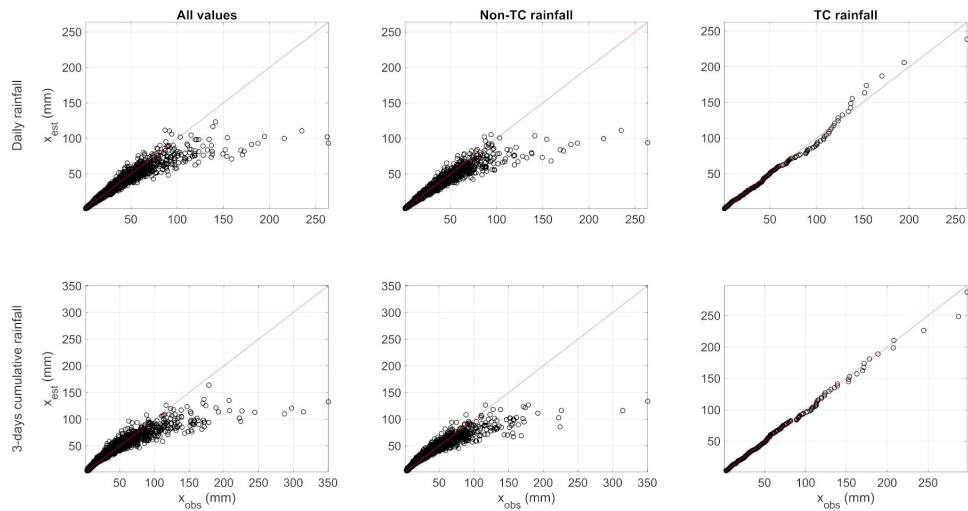 All values
Non-TC rainfall
TC rainfall
Daily rainfall
x_est (mm)
250
200
150
100
50
50 100 150 200 250
250
200
150
100
50
50 100 150 200 250
250
200
150
100
50
50 100 150 200 250
3-days cumulative rainfall
x_est (mm)
350
300
250
200
150
100
50
50 100 150 200 250 300 350
x_obs (mm)
350
300
250
200
150
100
50
50 100 150 200 250 300 350
x_obs (mm)
250
200
150
100
50
50 100 150 200 250
x_obs (mm)